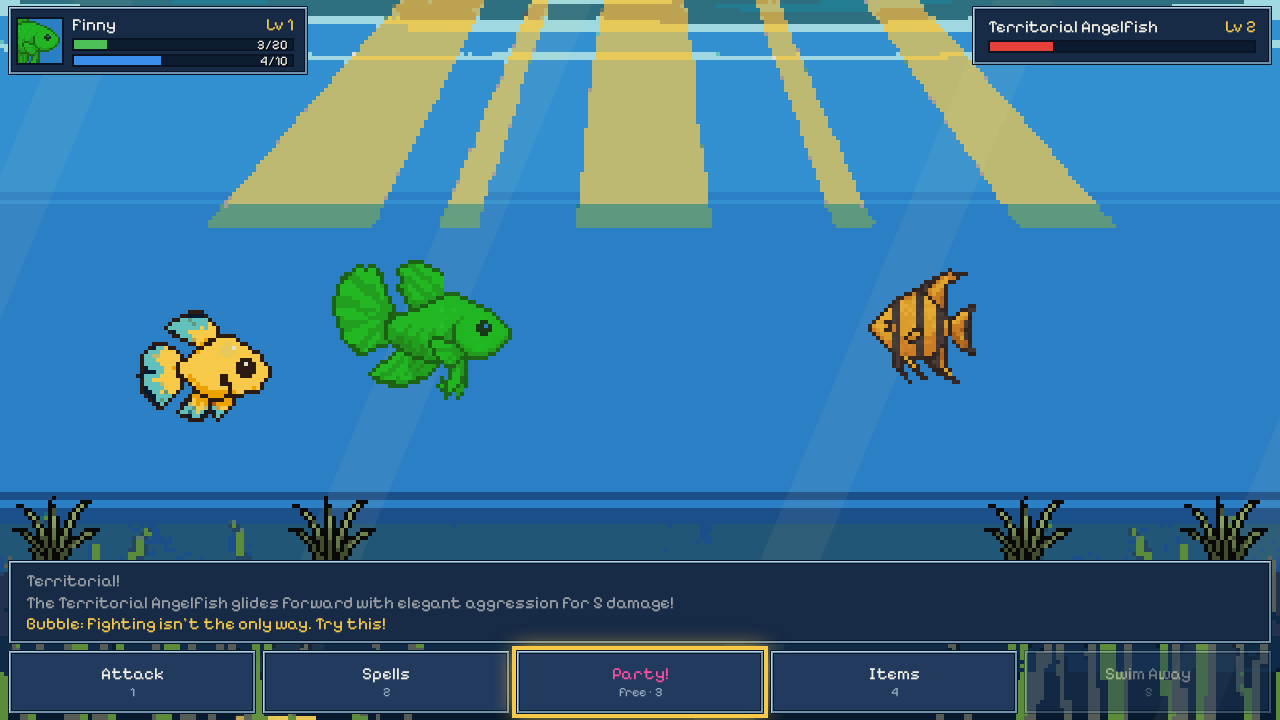 Finny
Lv 1
3/20
4/10
Territorial Angelfish
Lv 2
Territorial!
The Territorial Angelfish glides forward with elegant aggression for 5 damage!
Bubble: Fighting isn't the only way. Try this!
Attack
1
Spells
2
Party!
free · 3
Items
4
Swim Away
5